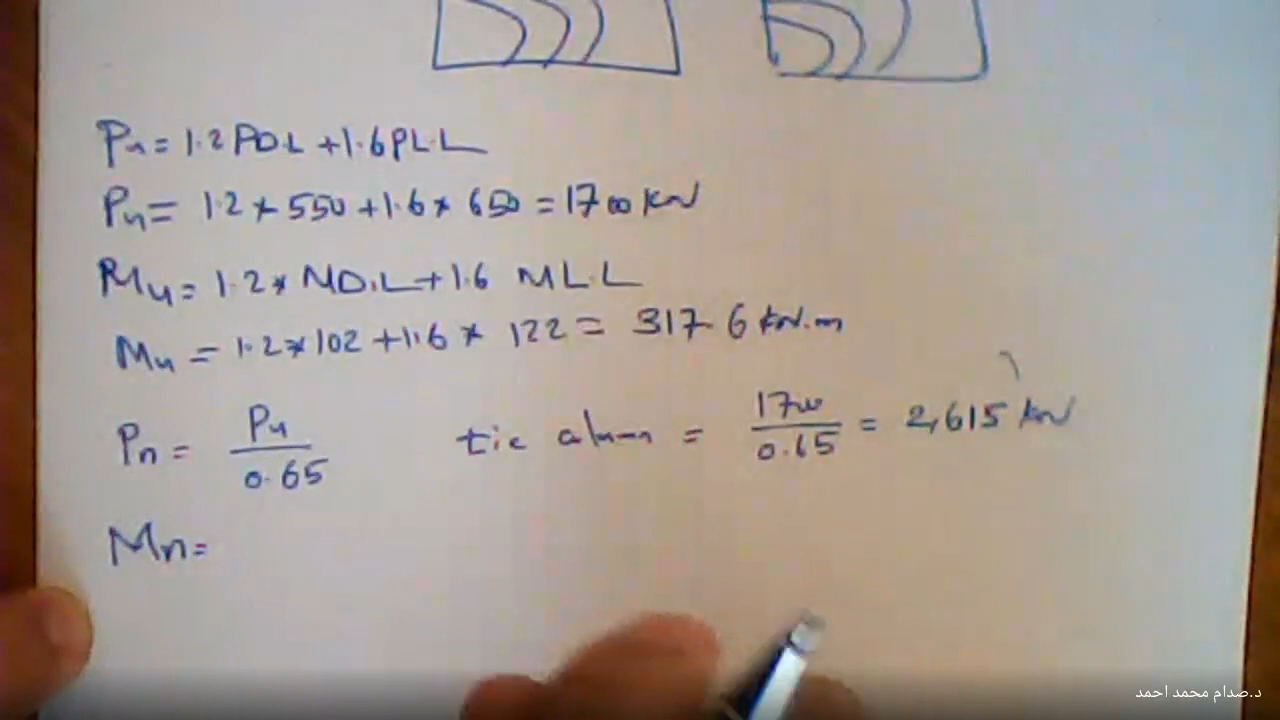 Pu = 1.2 PD.L + 1.6 PL.L
Pu = 1.2 * 550 + 1.6 * 650 = 1700 kN
Mu = 1.2 * MD.L + 1.6 ML.L
Mu = 1.2 * 102 + 1.6 * 122 = 317.6 kN.m
Pn = Pu / 0.65 tie column = 1700 / 0.65 = 2,615 kN
Mn =
د.صدام محمد احمد